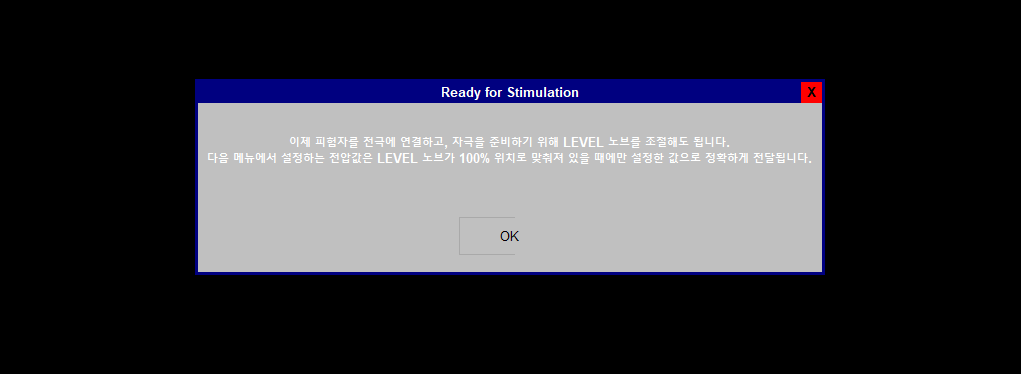 Ready for Stimulation
X
이제 피험자를 전극에 연결하고, 자극을 준비하기 위해 LEVEL 노브를 조절해도 됩니다.
다음 메뉴에서 설정하는 전압값은 LEVEL 노브가 100% 위치로 맞춰져 있을 때에만 설정한 값으로 정확하게 전달됩니다.
OK